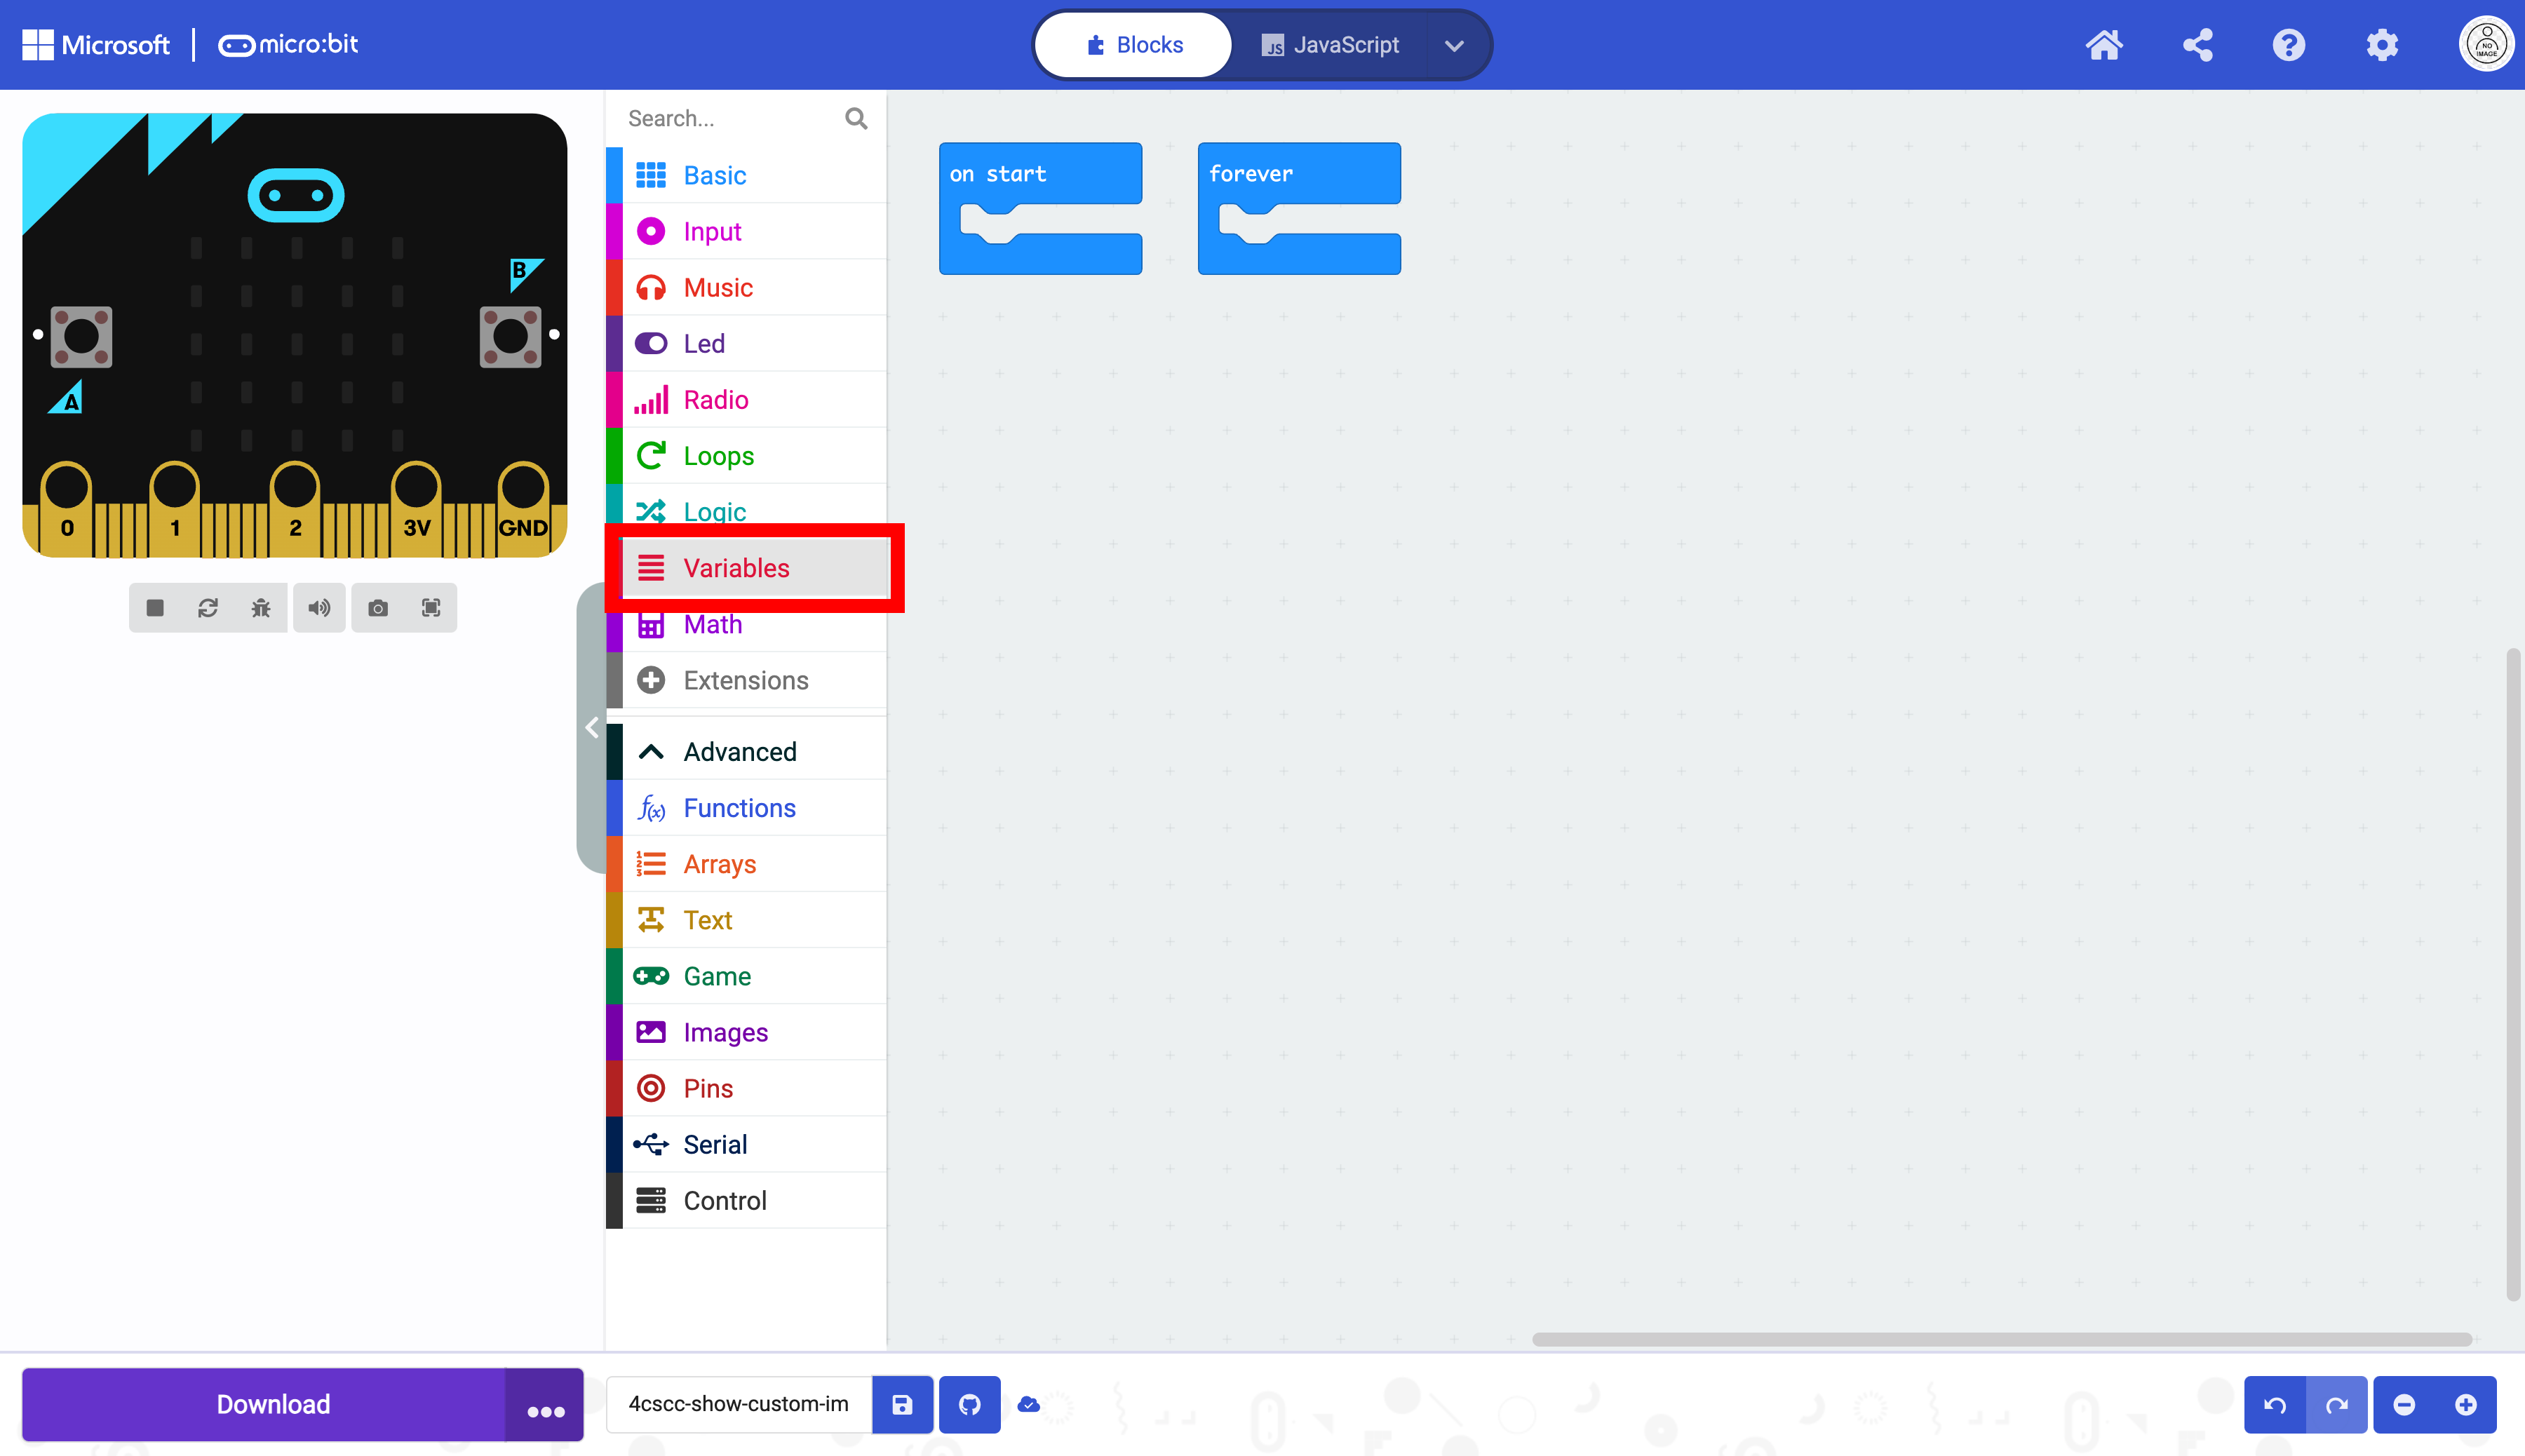 Microsoft micro:bit
Blocks
JavaScript
NO
IMAGE
Search...
Basic
Input
Music
Led
Radio
Loops
Logic
Variables
Math
Extensions
Advanced
Functions
Arrays
Text
Game
Images
Pins
Serial
Control
B
A
0 1 2 3V GND
on start
forever
Download
4cscc-show-custom-im